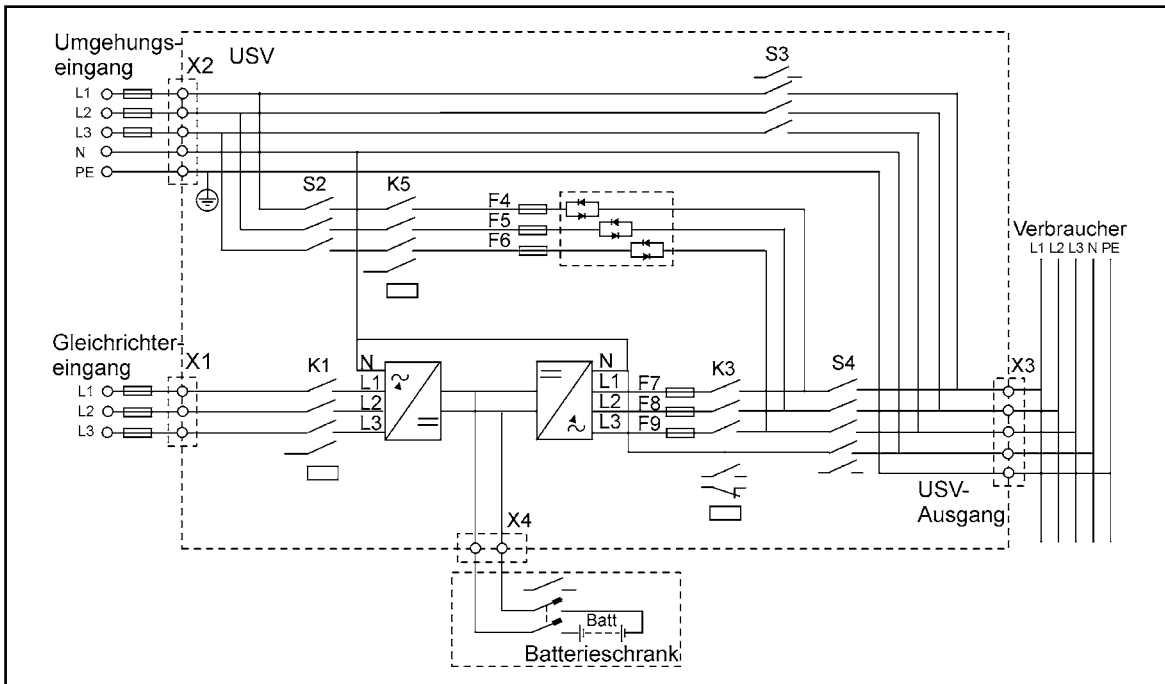 Umgehungs-
eingang
X2
USV
S3
L1
L2
L3
N
PE
S2
K5
F4
F5
F6
Verbraucher
L1 L2 L3 N PE
Gleichrichter-
eingang
X1
K1
N
L1
L2
L3
N
L1
L2
L3
F7
F8
F9
K3
S4
X3
L1
L2
L3
USV-
Ausgang
X4
Batt
Batterieschrank